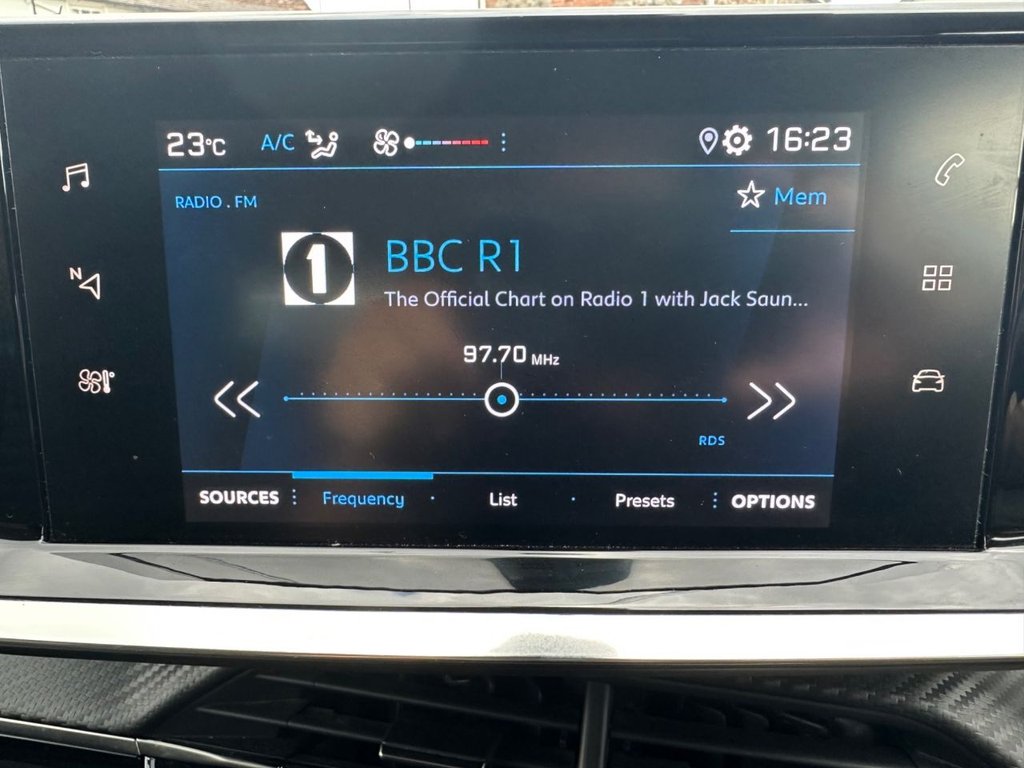 23°C A/C 16:23
RADIO . FM
Mem
1
BBC R1
The Official Chart on Radio 1 with Jack Saun...
N
97.70 MHz
RDS
SOURCES Frequency List Presets OPTIONS